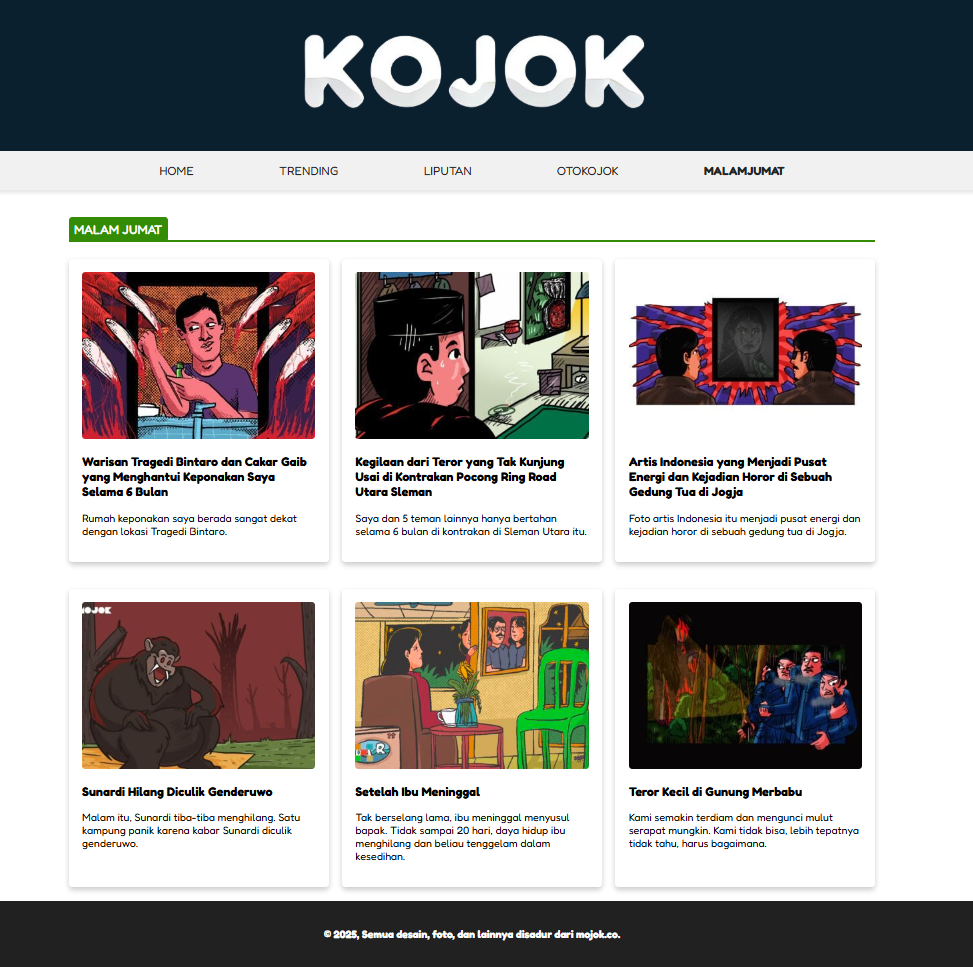 KOJOK
HOME TRENDING LIPUTAN OTOKOJOK MALAMJUMAT
MALAM JUMAT
Warisan Tragedi Bintaro dan Cakar Gaib
yang Menghantui Keponakan Saya
Selama 6 Bulan
Rumah keponakan saya berada sangat dekat
dengan lokasi Tragedi Bintaro.
Kegilaan dari Teror yang Tak Kunjung
Usai di Kontrakan Pocong Ring Road
Utara Sleman
Saya dan 5 teman lainnya hanya bertahan
selama 6 bulan di kontrakan di Sleman Utara itu.
Artis Indonesia yang Menjadi Pusat
Energi dan Kejadian Horor di Sebuah
Gedung Tua di Jogja
Foto artis Indonesia itu menjadi pusat energi dan
kejadian horor di sebuah gedung tua di Jogja.
KOJOK
Sunardi Hilang Diculik Genderuwo
Malam itu, Sunardi tiba-tiba menghilang. Satu
kampung panik karena kabar Sunardi diculik
genderuwo.
Setelah Ibu Meninggal
Tak berselang lama, ibu meninggal menyusul
bapak. Tidak sampai 20 hari, daya hidup ibu
menghilang dan beliau tenggelam dalam
kesedihan.
Teror Kecil di Gunung Merbabu
Kami semakin terdiam dan mengunci mulut
serapat mungkin. Kami tidak bisa, lebih tepatnya
tidak tahu, harus bagaimana.
© 2025, Semua desain, foto, dan lainnya disadur dari mojok.co.